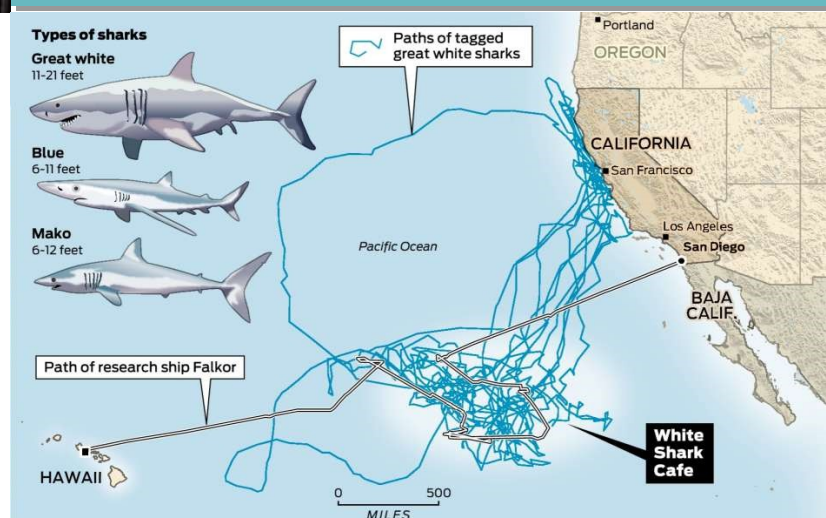 Types of sharks
Great white
11-21 feet
Blue
6-11 feet
Mako
6-12 feet
Paths of tagged
great white sharks
Portland
OREGON
CALIFORNIA
San Francisco
Los Angeles
San Diego
BAJA
CALIF.
Pacific Ocean
Path of research ship Falkor
HAWAII
White
Shark
Cafe
0 500
MILES